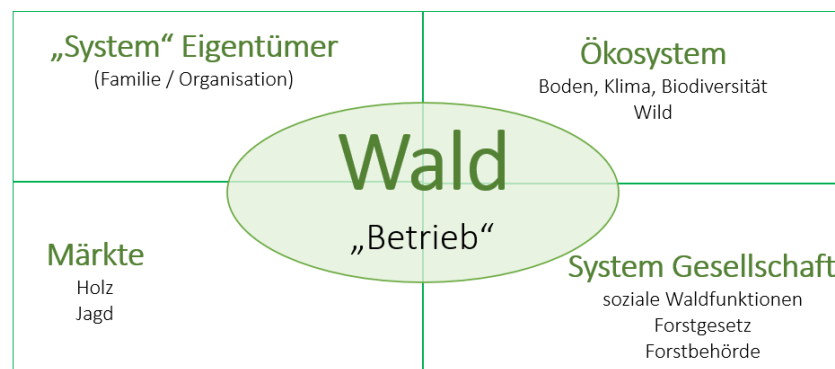 „System“ Eigentümer
(Familie / Organisation)
Ökosystem
Boden, Klima, Biodiversität
Wild
Wald
„Betrieb“
Märkte
Holz
Jagd
System Gesellschaft
soziale Waldfunktionen
Forstgesetz
Forstbehörde